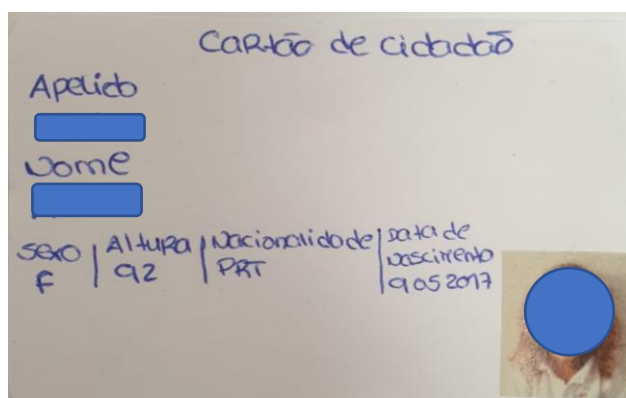 Cartão de cidadão
Apelido
Nome
Sexo | Altura | Nacionalidade | Data de
Nascimento
F | 92 | PRT | 9 05 2017